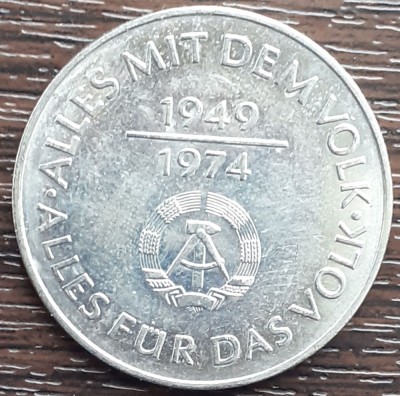 ·ALLES MIT DEM VOLK·
ALLES FÜR DAS VOLK
1949
1974